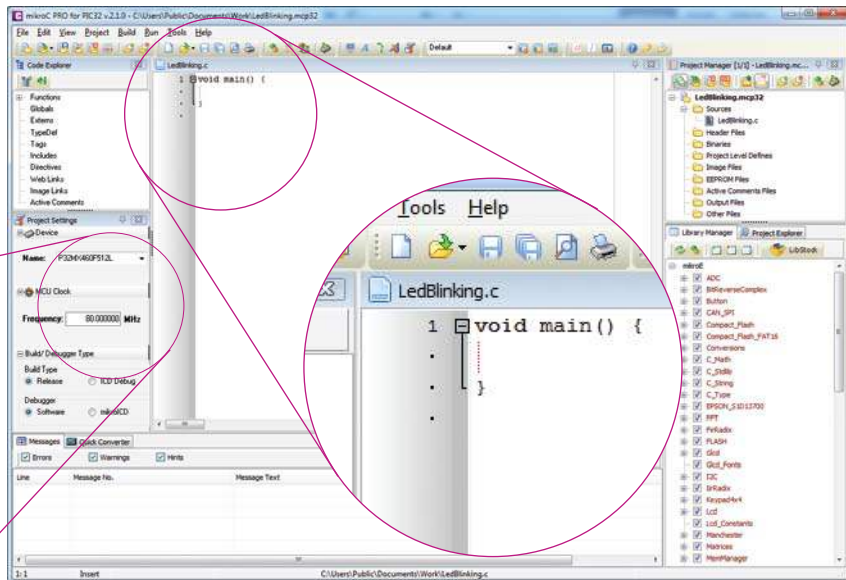 mikroC PRO for PIC32 v.2.1.0 - C:\Users\Public\Documents\Work\LedBlinking.mcp32
File Edit View Project Build Run Tools Help
Default
Code Explorer
Functions
Globals
Externs
TypeDef
Tags
Includes
Directives
Web Links
Image Links
Active Comments
Project Settings
Device
Name: P32MX460F512L
MCU Clock
Frequency: 80.000000 MHz
Build/Debugger Type
Build Type
Release ICD Debug
Debugger
Software mikroICD
LedBlinking.c
1 void main() {
}
Tools Help
LedBlinking.c
1 void main() {
}
Project Manager [1/1] - LedBlinking.mc...
LedBlinking.mcp32
Sources
LedBlinking.c
Header Files
Binaries
Project Level Defines
Image Files
EEPROM Files
Active Comments Files
Output Files
Other Files
Library Manager Project Explorer
LibStock
mikroE
ADC
BitReverseComplex
Button
CAN_SPI
Compact_Flash
Compact_Flash_FAT16
Conversions
C_Math
C_Stdlib
C_String
C_Type
EPSON_S1D13700
FFT
FirRadix
FLASH
Glcd
Glcd_Fonts
I2C
IirRadix
Keypad4x4
Lcd
Lcd_Constants
Manchester
Matrices
MemManager
Messages Quick Converter
Errors Warnings Hints
Line Message No. Message Text
1:1 Insert C:\Users\Public\Documents\Work\LedBlinking.c